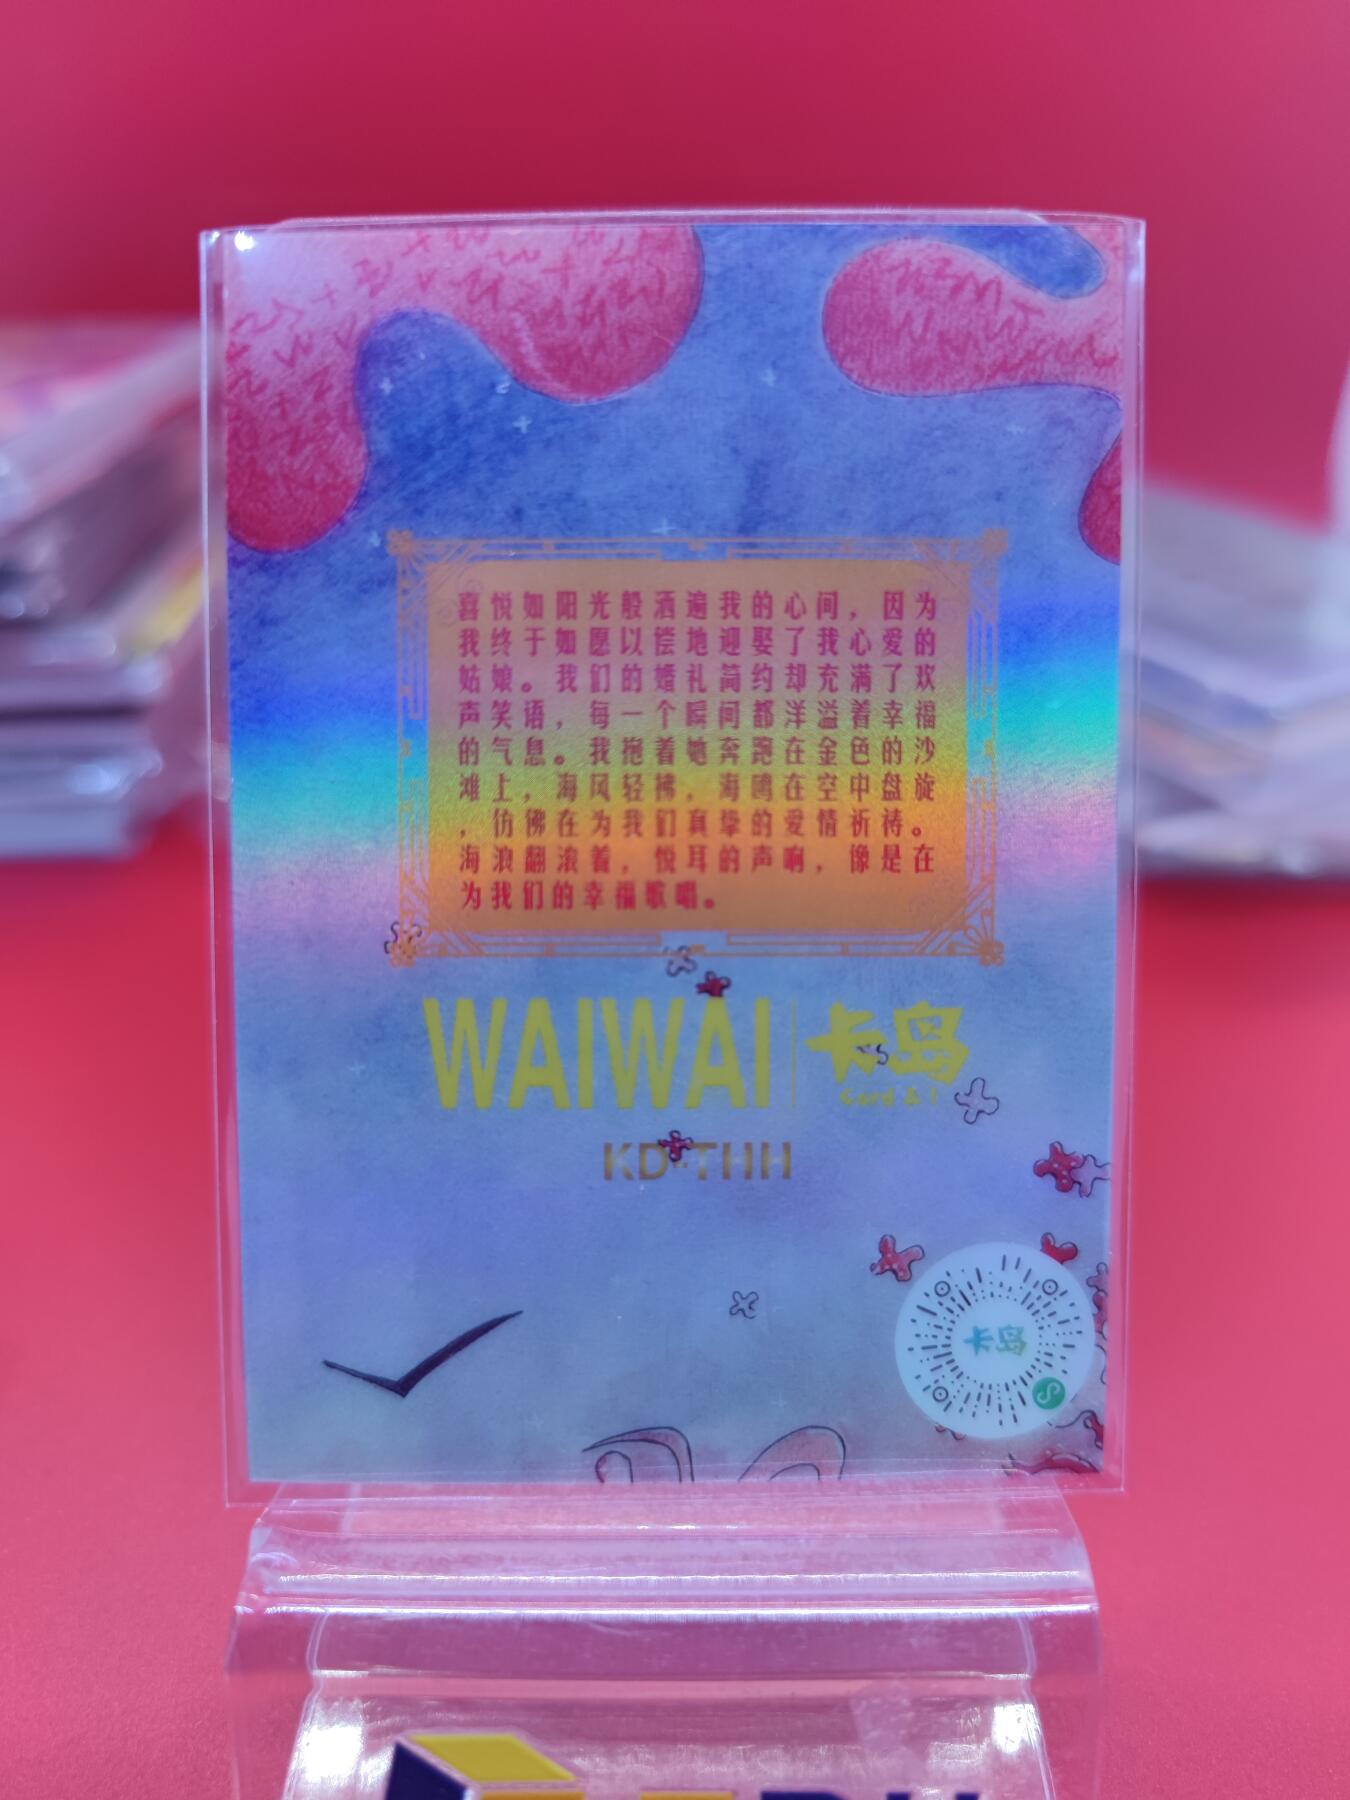 喜悦如阳光般洒遍我的心间，因为
我终于如愿以偿地迎娶了我心爱的
姑娘。我们的婚礼简约却充满了欢
声笑语，每一个瞬间都洋溢着幸福
的气息。我抱着她奔跑在金色的沙
滩上，海风轻拂，海鸥在空中盘旋
，仿佛在为我们真挚的爱情祈祷。
海浪翻滚着，悦耳的声响，像是在
为我们的幸福歌唱。
WAIWAI 卡岛
Card & I
KD-THH
卡岛